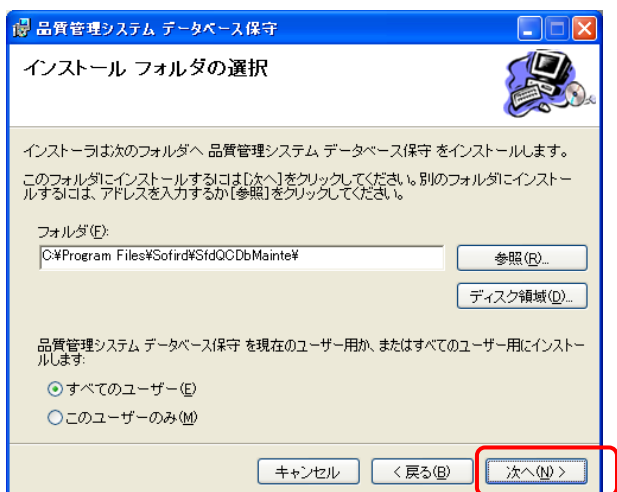 品質管理システム データベース保守
インストール フォルダの選択
インストーラは次のフォルダへ 品質管理システム データベース保守 をインストールします。
このフォルダにインストールするには[次へ]をクリックしてください。別のフォルダにインストー
ルするには、アドレスを入力するか[参照]をクリックしてください。
フォルダ(F):
C:¥Program Files¥Sofird¥SfdQCDbMainte¥
参照(R)...
ディスク領域(D)...
品質管理システム データベース保守 を現在のユーザー用か、またはすべてのユーザー用にインストー
ルします:
すべてのユーザー(E)
このユーザーのみ(M)
キャンセル
< 戻る(B)
次へ(N) >